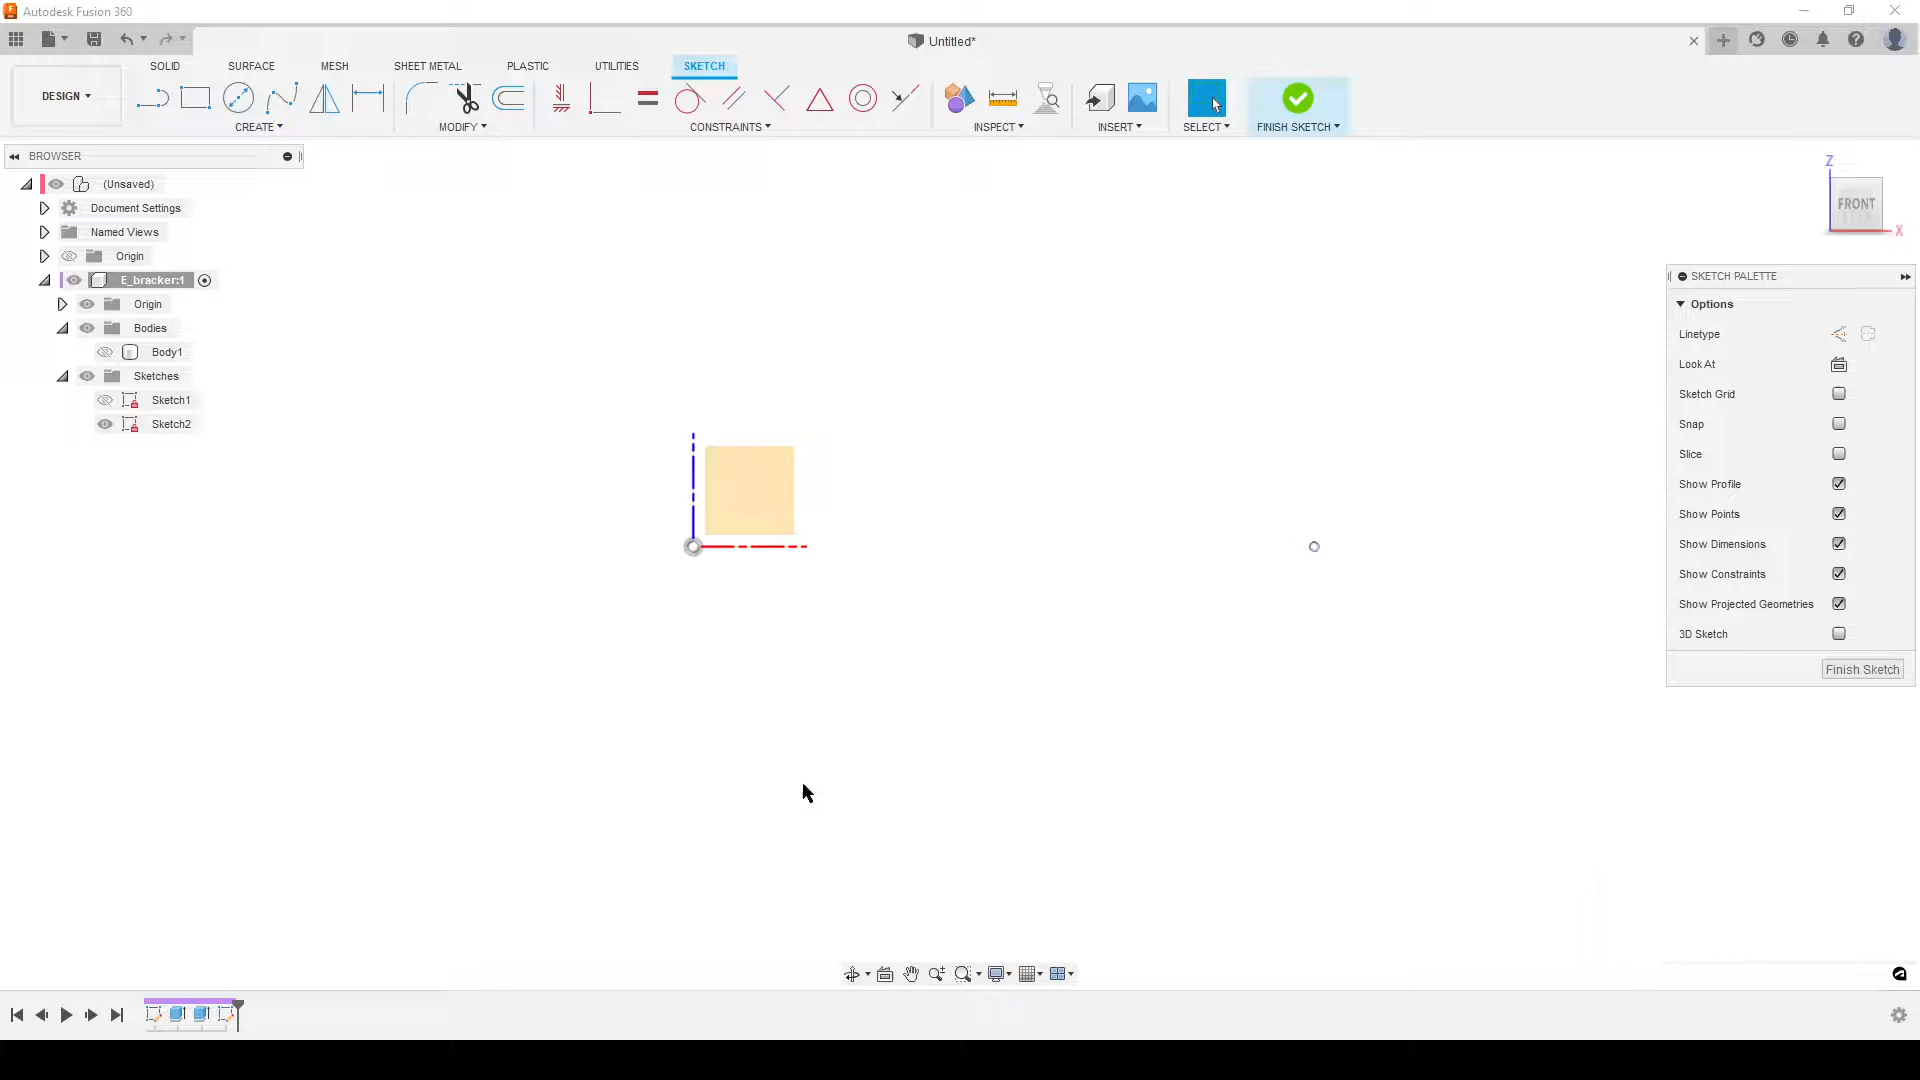 Autodesk Fusion 360
Untitled*
SOLID SURFACE MESH SHEET METAL PLASTIC UTILITIES SKETCH
DESIGN
CREATE MODIFY CONSTRAINTS INSPECT INSERT SELECT FINISH SKETCH
BROWSER
(Unsaved)
Document Settings
Named Views
Origin
E_bracker:1
Origin
Bodies
Body1
Sketches
Sketch1
Sketch2
Z
FRONT
X
SKETCH PALETTE
Options
Linetype
Look At
Sketch Grid
Snap
Slice
Show Profile
Show Points
Show Dimensions
Show Constraints
Show Projected Geometries
3D Sketch
Finish Sketch